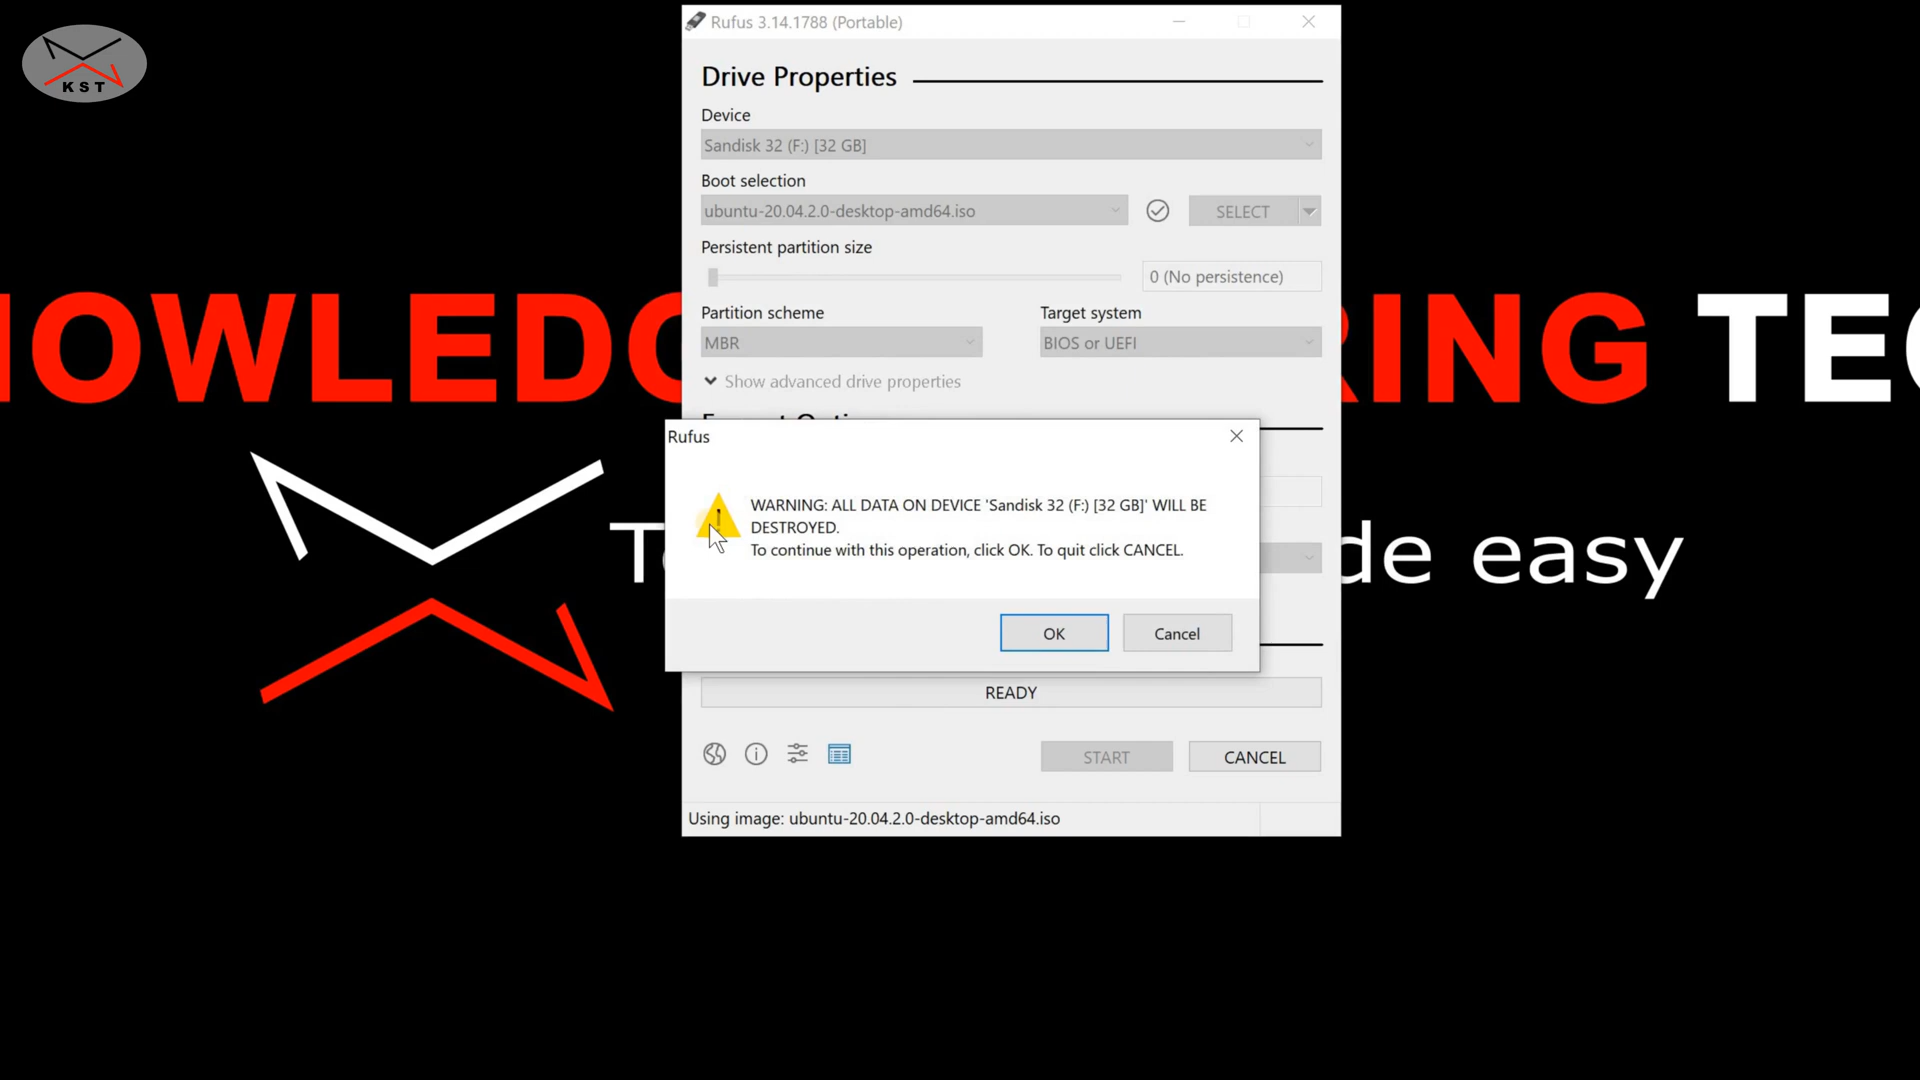 KST
Rufus 3.14.1788 (Portable)
Drive Properties
Device
Sandisk 32 (F:) [32 GB]
Boot selection
ubuntu-20.04.2.0-desktop-amd64.iso
SELECT
Persistent partition size
0 (No persistence)
Partition scheme
Target system
MBR
BIOS or UEFI
Show advanced drive properties
OWLEDG RING TE
Rufus
WARNING: ALL DATA ON DEVICE 'Sandisk 32 (F:) [32 GB]' WILL BE
DESTROYED.
To continue with this operation, click OK. To quit click CANCEL.
de easy
OK
Cancel
READY
START
CANCEL
Using image: ubuntu-20.04.2.0-desktop-amd64.iso